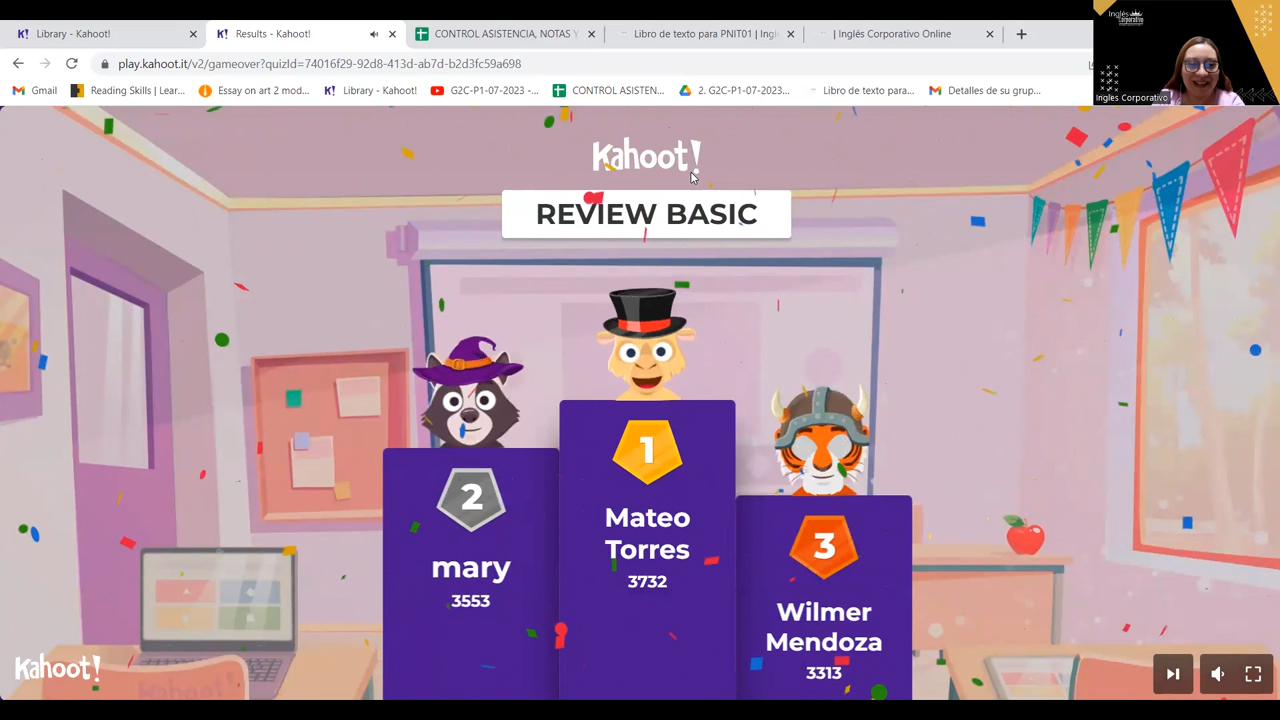 Library - Kahoot!
Results - Kahoot!
CONTROL ASISTENCIA, NOTAS Y
Libro de texto para PNIT01 | Ingl
| Inglés Corporativo Online
play.kahoot.it/v2/gameover?quizId=74016f29-92d8-413d-ab7d-b2d3fc59a698
Gmail
Reading Skills | Lear...
Essay on art 2 mod...
Library - Kahoot!
G2C-P1-07-2023 -...
CONTROL ASISTEN...
2. G2C-P1-07-2023...
Libro de texto para...
Detalles de su grup...
Inglés
Corporativo
Ingles Corporativo
Kahoot!
REVIEW BASIC
1
Mateo
Torres
3732
2
mary
3553
3
Wilmer
Mendoza
3313
Kahoot!